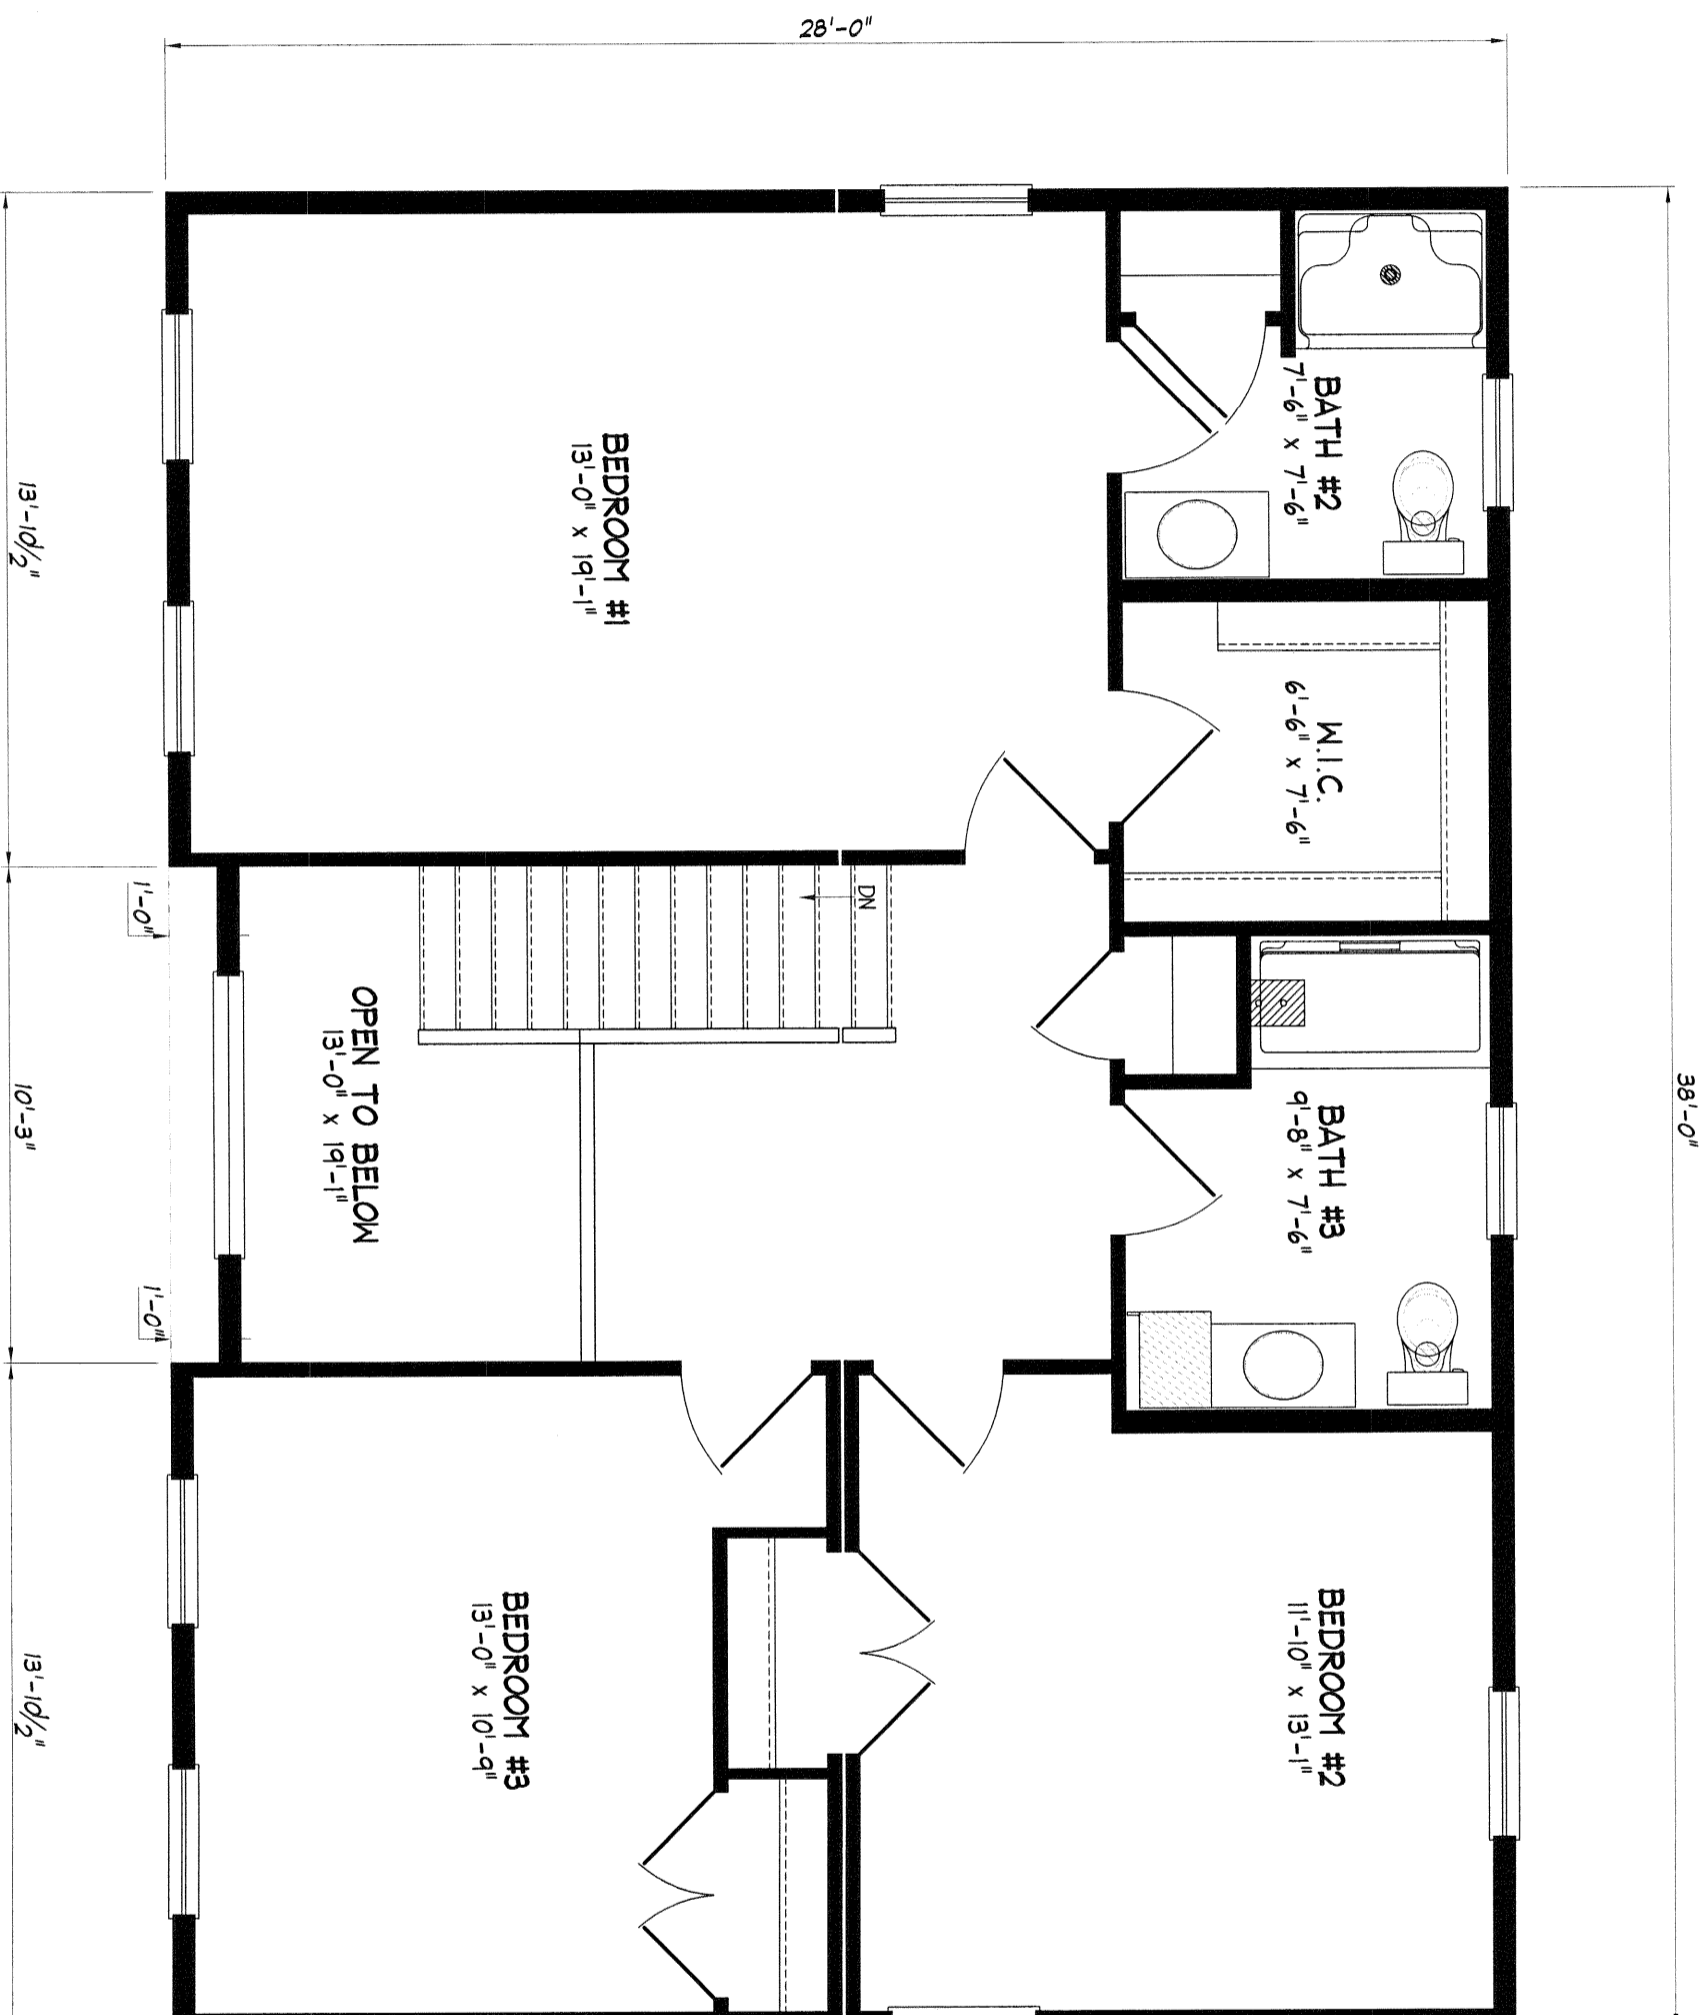 28'-0"
38'-0"
BATH #2
7'-6" x 7'-6"
W.I.C.
6'-6" x 7'-6"
BATH #3
9'-8" x 7'-6"
BEDROOM #2
11'-10" x 13'-1"
DN
BEDROOM #1
13'-0" x 19'-1"
BEDROOM #3
13'-0" x 10'-9"
OPEN TO BELOW
13'-0" x 19'-1"
1'-0"
1'-0"
13'-10 1/2"
10'-3"
13'-10 1/2"